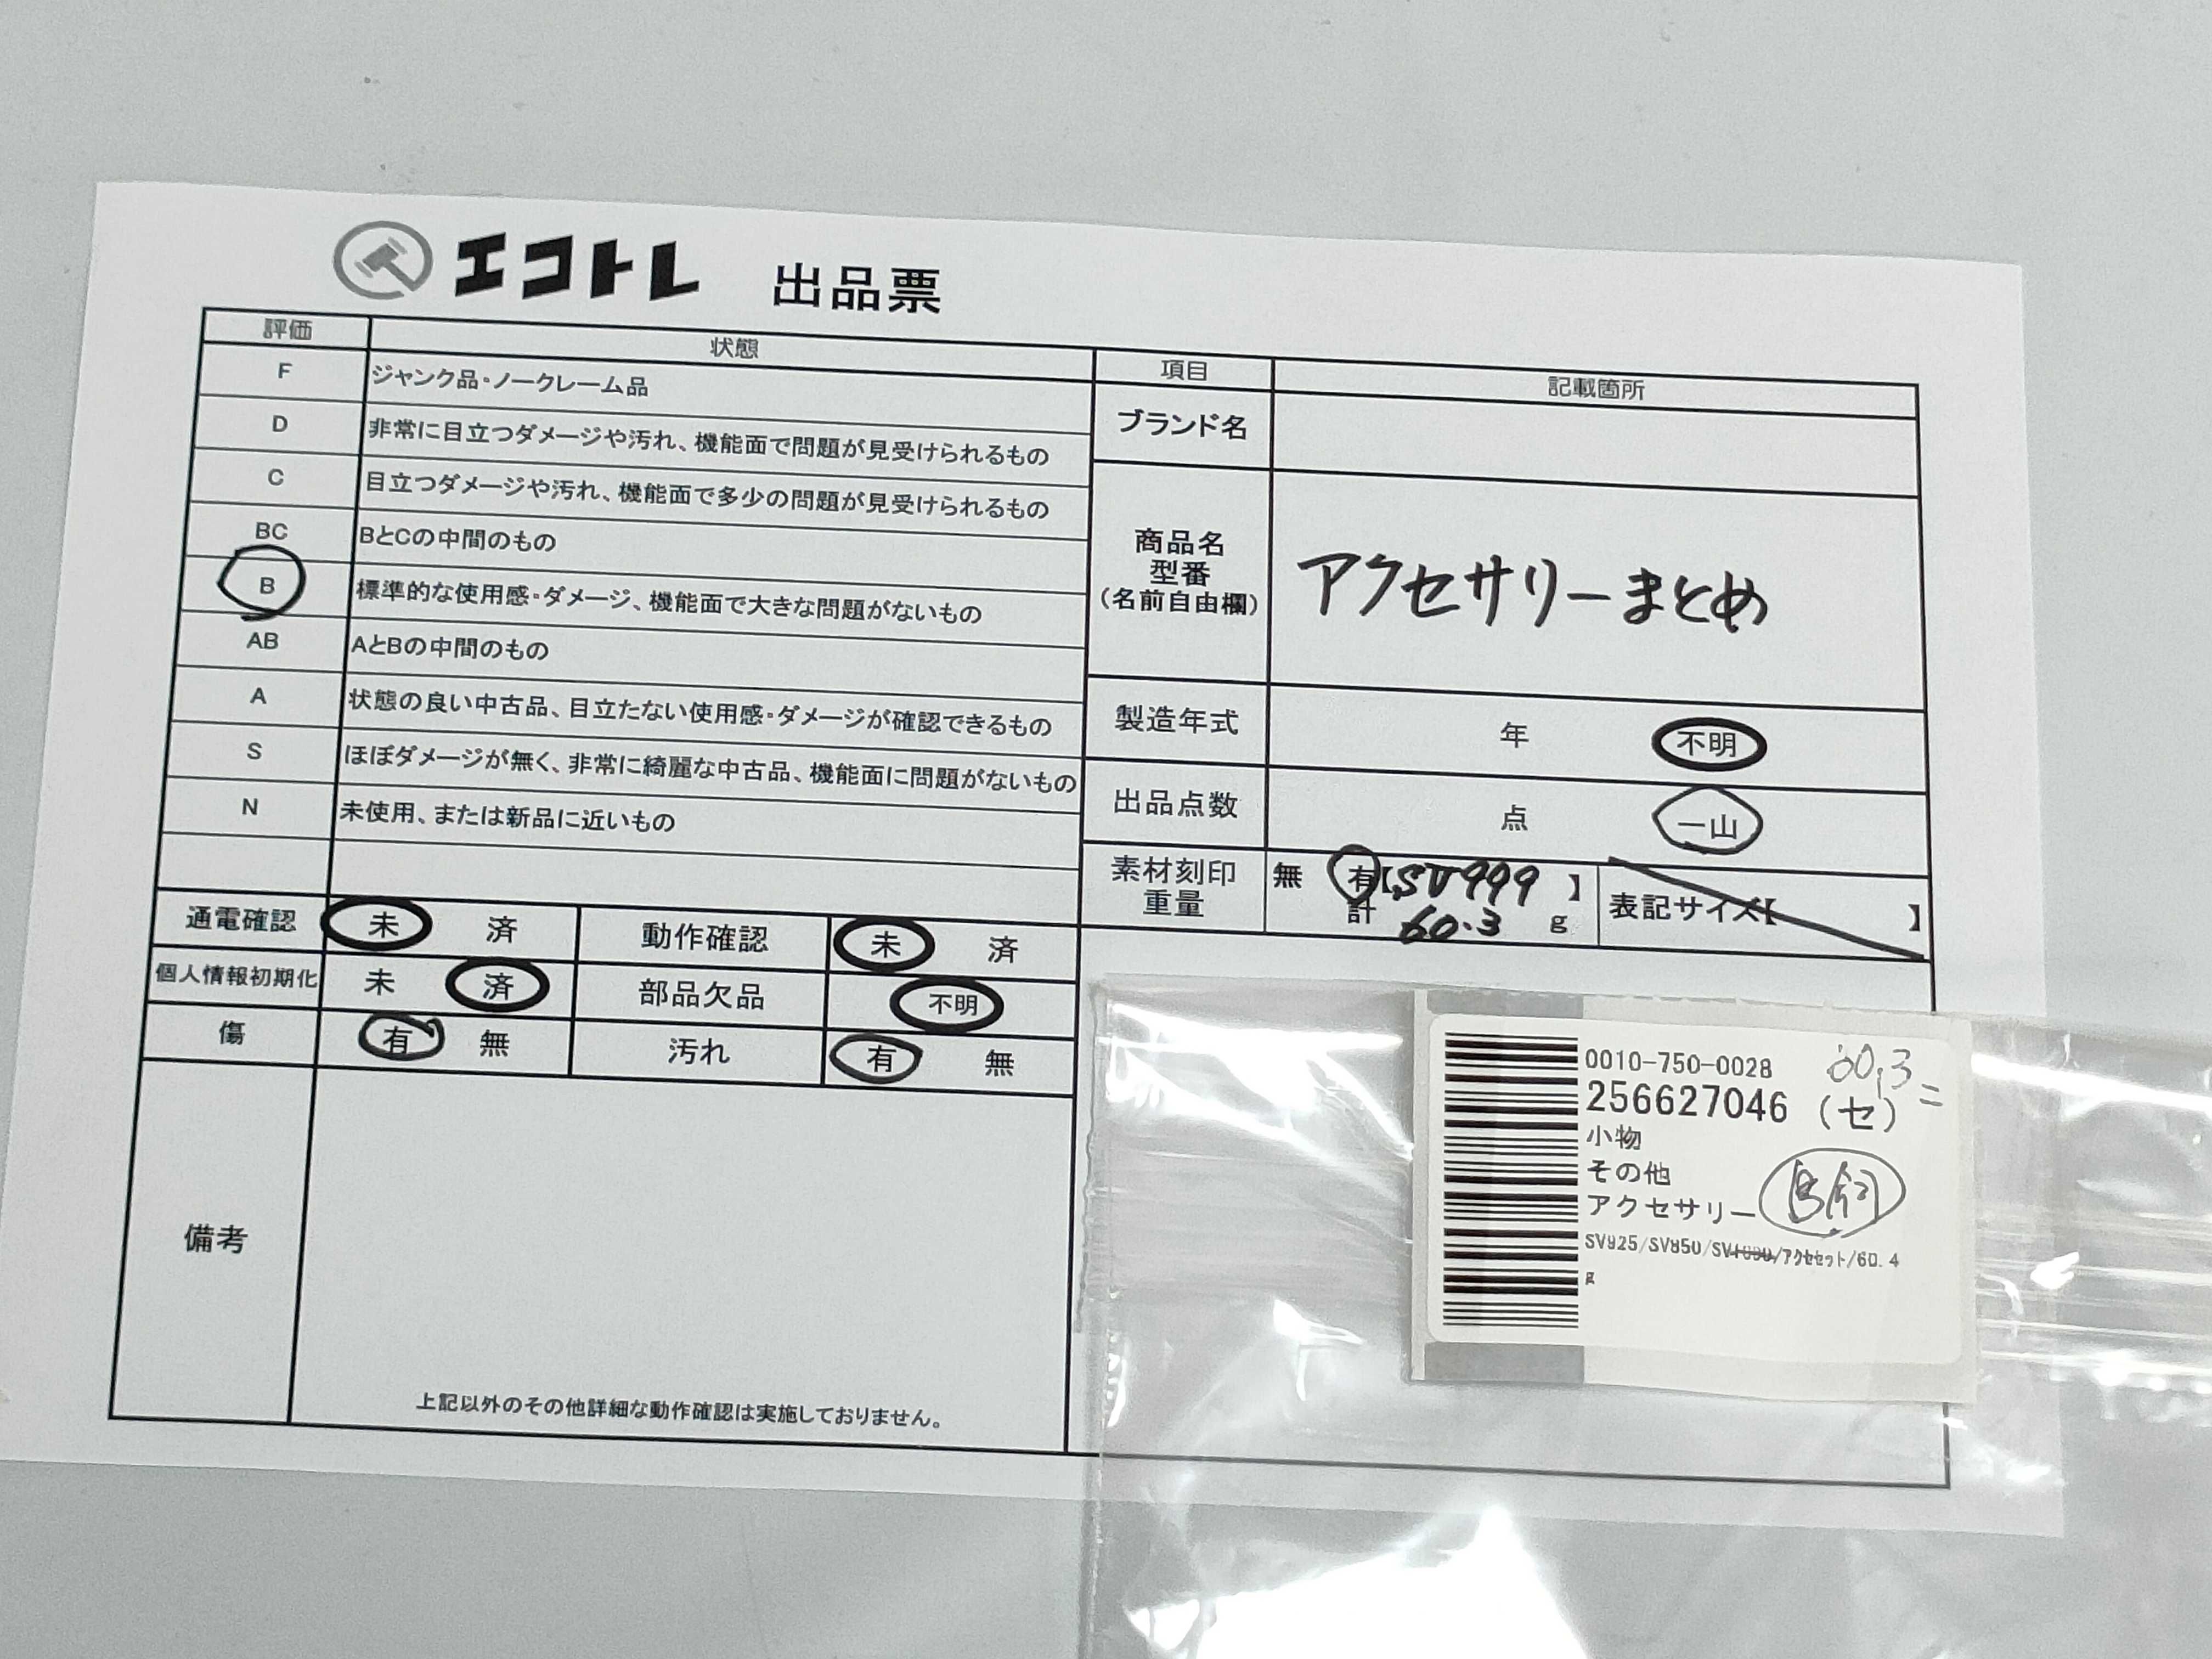 エコトレ 出品票
評価 状態
F ジャンク品・ノークレーム品
D 非常に目立つダメージや汚れ、機能面で問題が見受けられるもの
C 目立つダメージや汚れ、機能面で多少の問題が見受けられるもの
BC BとCの中間のもの
B 標準的な使用感・ダメージ、機能面で大きな問題がないもの
AB AとBの中間のもの
A 状態の良い中古品、目立たない使用感・ダメージが確認できるもの
S ほぼダメージが無く、非常に綺麗な中古品、機能面に問題がないもの
N 未使用、または新品に近いもの
通電確認 未 済 動作確認 未 済
個人情報初期化 未 済 部品欠品 不明
傷 有 無 汚れ 有 無
備考
上記以外のその他詳細な動作確認は実施しておりません。
項目 記載箇所
ブランド名
商品名
型番
(名前自由欄)
アクセサリーまとめ
製造年式 年 不明
出品点数 点 一山
素材刻印
重量
無 有【SV999 】
計 60.3 g
表記サイズ【 】
0010-750-0028 60.3
256627046 (セ)
小物
その他
アクセサリー
SV925/SV950/SV1000/アクセセット/60.4
g